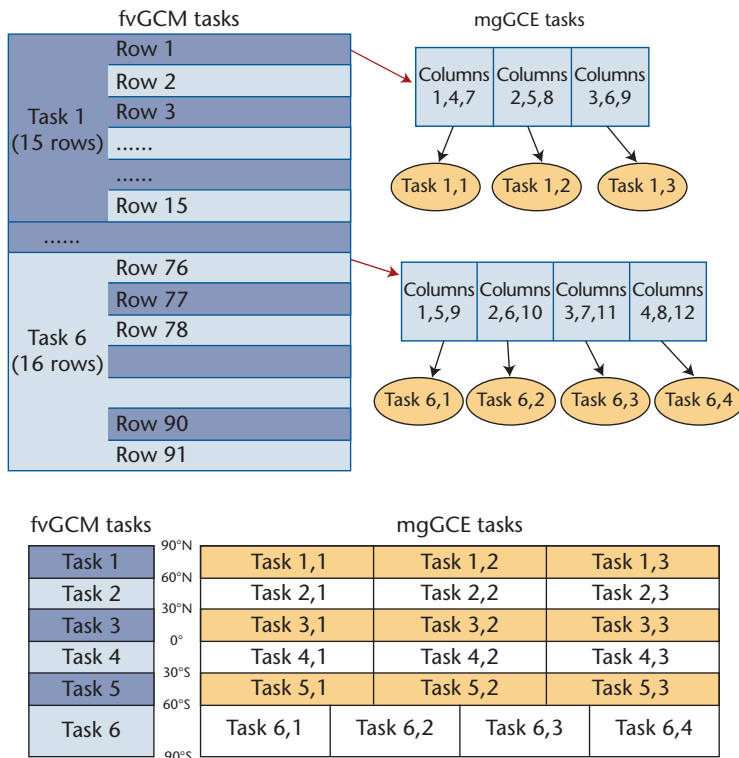 fvGCM tasks
mgGCE tasks
Task 1
(15 rows)
Row 1
Row 2
Row 3
......
......
Row 15
......
Task 6
(16 rows)
Row 76
Row 77
Row 78
Row 90
Row 91
Columns
1,4,7
Columns
2,5,8
Columns
3,6,9
Task 1,1
Task 1,2
Task 1,3
Columns
1,5,9
Columns
2,6,10
Columns
3,7,11
Columns
4,8,12
Task 6,1
Task 6,2
Task 6,3
Task 6,4
fvGCM tasks
mgGCE tasks
90°N
Task 1 Task 1,1 Task 1,2 Task 1,3
60°N
Task 2 Task 2,1 Task 2,2 Task 2,3
30°N
Task 3 Task 3,1 Task 3,2 Task 3,3
0°
Task 4 Task 4,1 Task 4,2 Task 4,3
30°S
Task 5 Task 5,1 Task 5,2 Task 5,3
60°S
Task 6 Task 6,1 Task 6,2 Task 6,3 Task 6,4
90°S